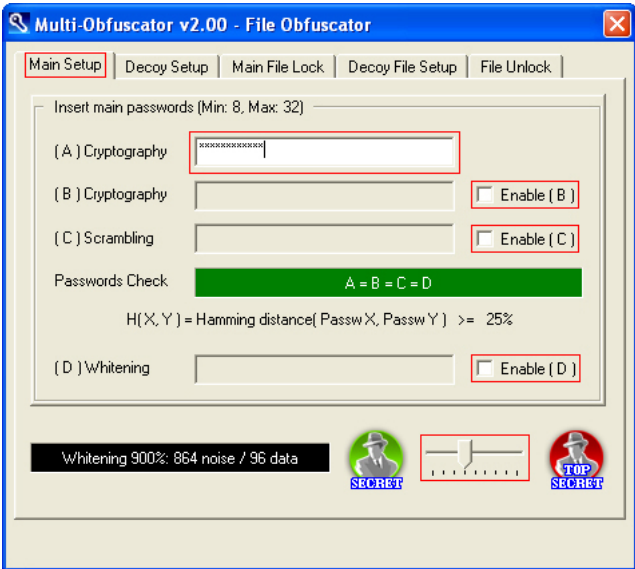 Multi-Obfuscator v2.00 - File Obfuscator
Main Setup Decoy Setup Main File Lock Decoy File Setup File Unlock
Insert main passwords (Min: 8, Max: 32)
( A ) Cryptography ************
( B ) Cryptography Enable ( B )
( C ) Scrambling Enable ( C )
Passwords Check A = B = C = D
H( X, Y ) = Hamming distance( Passw X, Passw Y ) >= 25%
( D ) Whitening Enable ( D )
Whitening 900%: 864 noise / 96 data
SECRET
TOP
SECRET